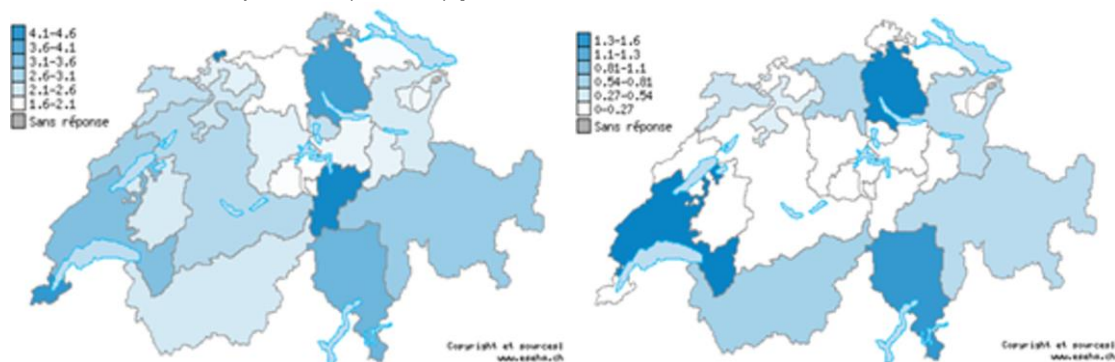 4.1-4.6
3.6-4.1
3.1-3.6
2.6-3.1
2.1-2.6
1.6-2.1
Sans réponse
Copyright et sources:
www.eseha.ch
1.3-1.6
1.1-1.3
0.81-1.1
0.54-0.81
0.27-0.54
0-0.27
Sans réponse
Copyright et sources:
www.eseha.ch